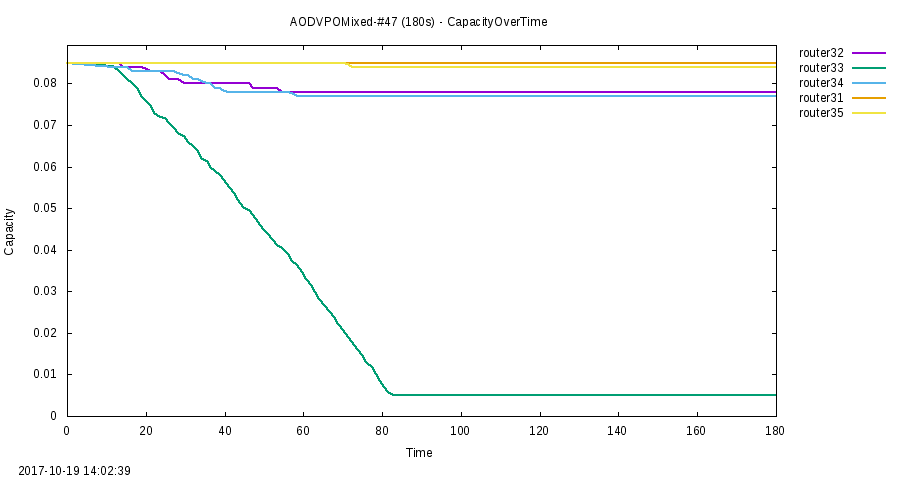 AODVPOMixed-#47 (180s) - CapacityOverTime
router32
router33
router34
router31
router35
Capacity
0.08
0.07
0.06
0.05
0.04
0.03
0.02
0.01
0
0 20 40 60 80 100 120 140 160 180
Time
2017-10-19 14:02:39